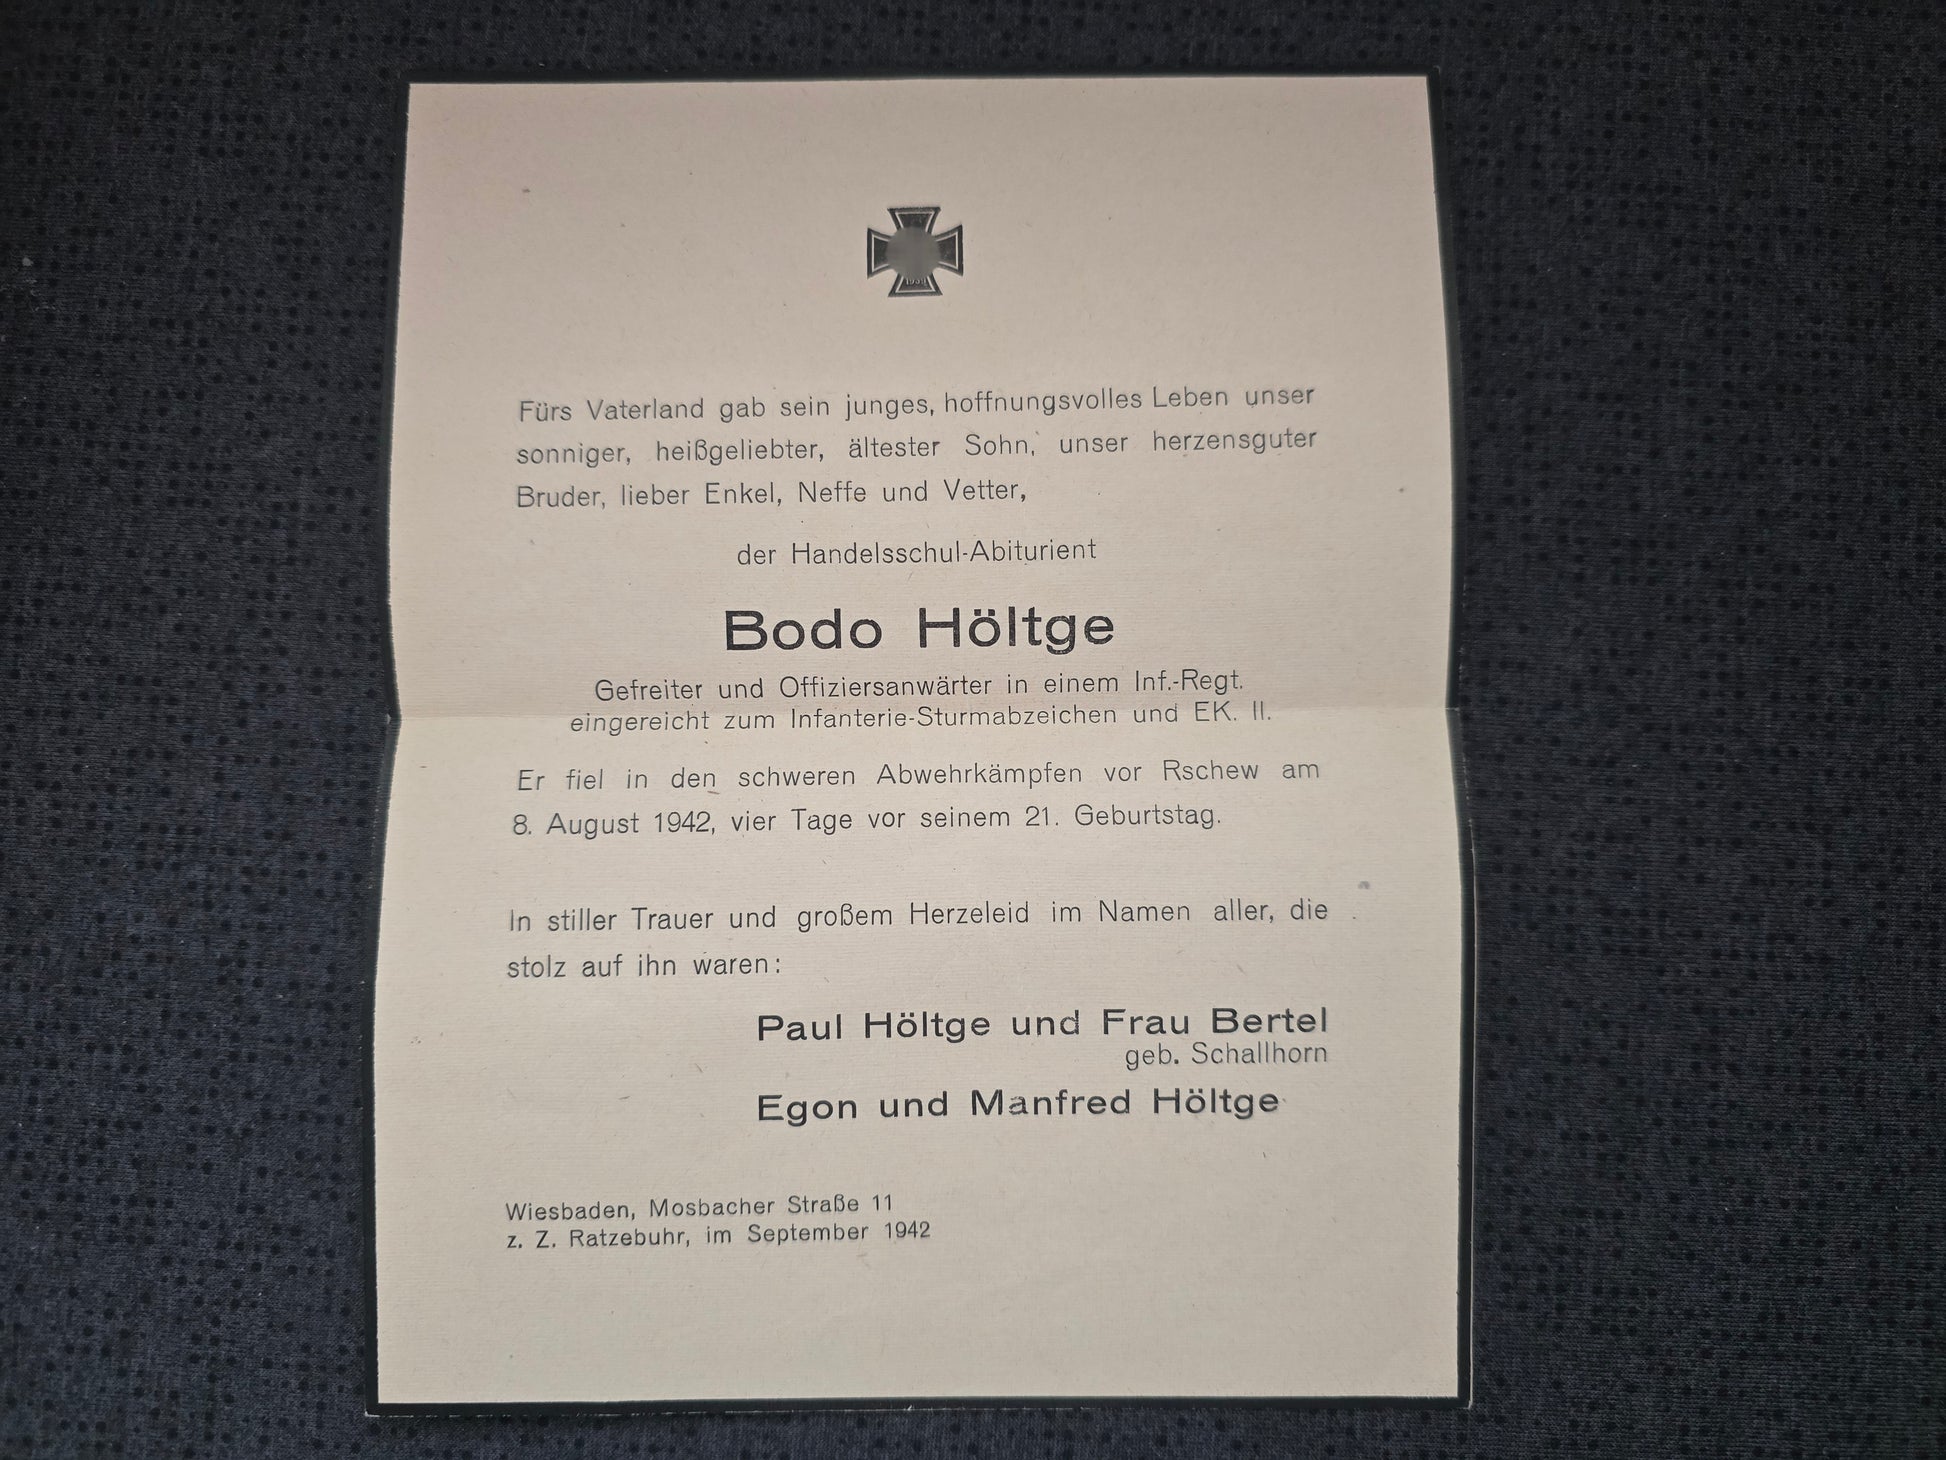 Fürs Vaterland gab sein junges, hoffnungsvolles Leben unser
sonniger, heißgeliebter, ältester Sohn, unser herzensguter
Bruder, lieber Enkel, Neffe und Vetter,
der Handelsschul-Abiturient
Bodo Höltge
Gefreiter und Offiziersanwärter in einem Inf.-Regt.
eingereicht zum Infanterie-Sturmabzeichen und EK. II.
Er fiel in den schweren Abwehrkämpfen vor Rschew am
8. August 1942, vier Tage vor seinem 21. Geburtstag.
In stiller Trauer und großem Herzeleid im Namen aller, die
stolz auf ihn waren:
Paul Höltge und Frau Bertel
geb. Schallhorn
Egon und Manfred Höltge
Wiesbaden, Mosbacher Straße 11
z. Z. Ratzebuhr, im September 1942